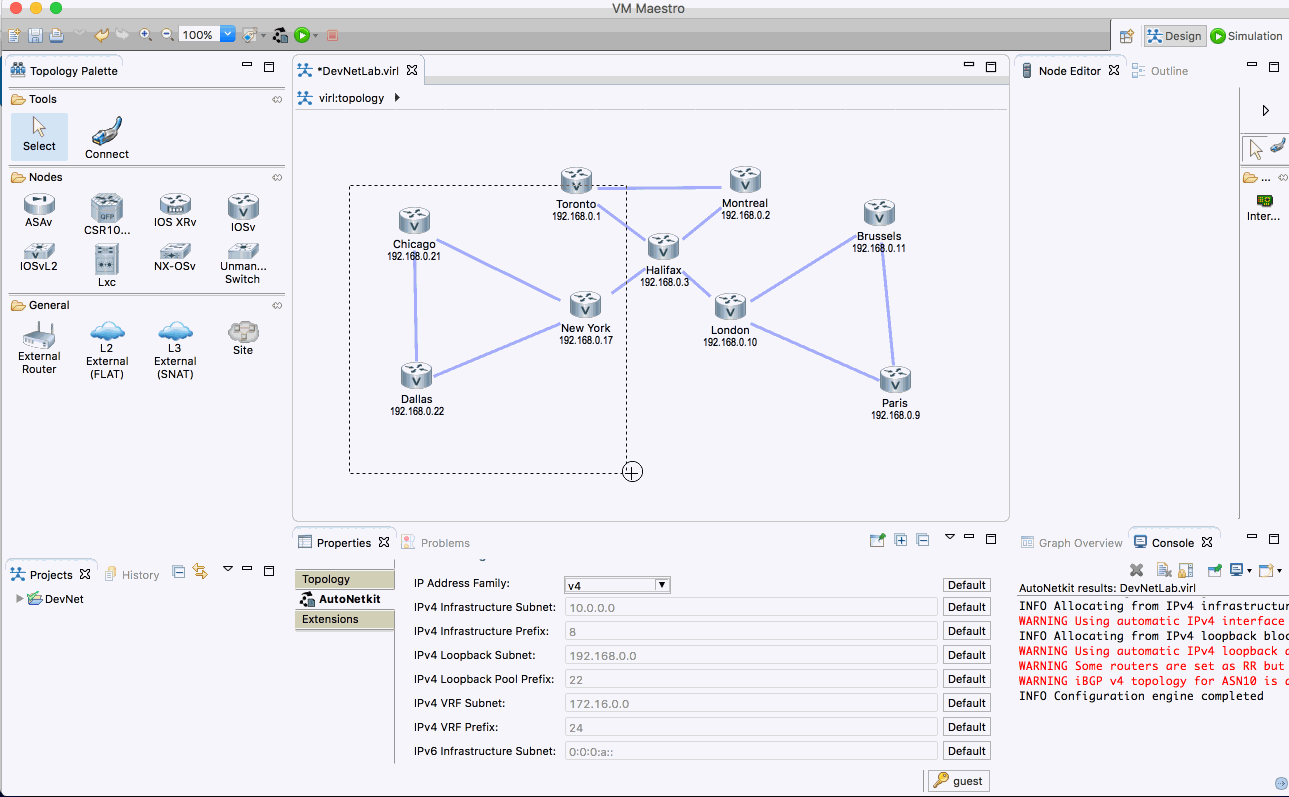 VM Maestro
100%
Design
Simulation
Topology Palette
Tools
Select
Connect
Nodes
ASAv
CSR10...
IOS XRv
IOSv
IOSvL2
Lxc
NX-OSv
Unman...
Switch
General
External
Router
L2
External
(FLAT)
L3
External
(SNAT)
Site
*DevNetLab.virl
virl:topology
Toronto
192.168.0.1
Montreal
192.168.0.2
Chicago
192.168.0.21
Brussels
192.168.0.11
Halifax
192.168.0.3
New York
192.168.0.17
London
192.168.0.10
Dallas
192.168.0.22
Paris
192.168.0.9
Node Editor
Outline
...
Inter...
Projects
History
DevNet
Properties
Problems
Topology
AutoNetkit
Extensions
IP Address Family: v4 Default
IPv4 Infrastructure Subnet: 10.0.0.0 Default
IPv4 Infrastructure Prefix: 8 Default
IPv4 Loopback Subnet: 192.168.0.0 Default
IPv4 Loopback Pool Prefix: 22 Default
IPv4 VRF Subnet: 172.16.0.0 Default
IPv4 VRF Prefix: 24 Default
IPv6 Infrastructure Subnet: 0:0:0:a:: Default
guest
Graph Overview
Console
AutoNetkit results: DevNetLab.virl
INFO Allocating from IPv4 infrastructur
WARNING Using automatic IPv4 interface
INFO Allocating from IPv4 loopback bloc
WARNING Using automatic IPv4 loopback a
WARNING Some routers are set as RR but
WARNING iBGP v4 topology for ASN10 is a
INFO Configuration engine completed